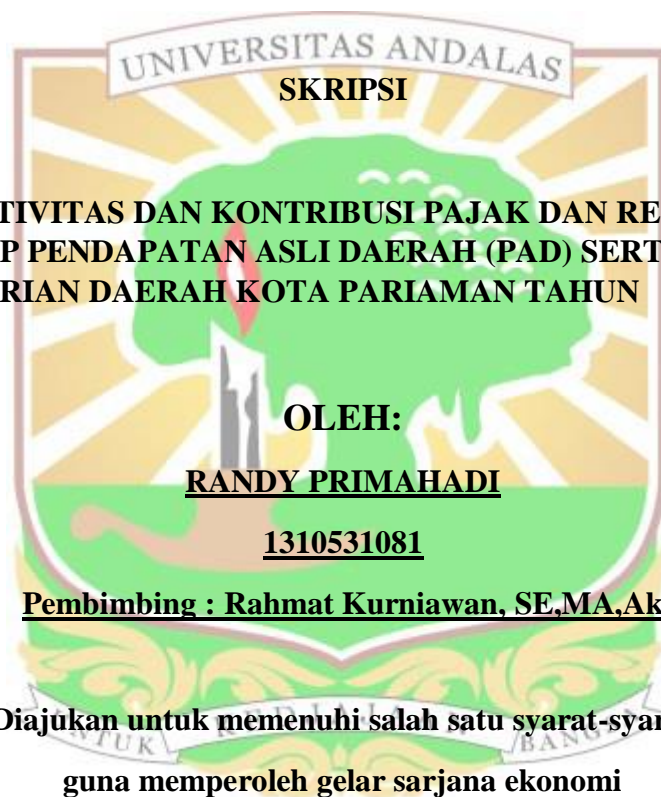 UNIVERSITAS ANDALAS
SKRIPSI
TIVITAS DAN KONTRIBUSI PAJAK DAN RE
P PENDAPATAN ASLI DAERAH (PAD) SERT
RIAN DAERAH KOTA PARIAMAN TAHUN
OLEH:
RANDY PRIMAHADI
1310531081
Pembimbing : Rahmat Kurniawan, SE,MA,Ak
Diajukan untuk memenuhi salah satu syarat-syar
guna memperoleh gelar sarjana ekonomi